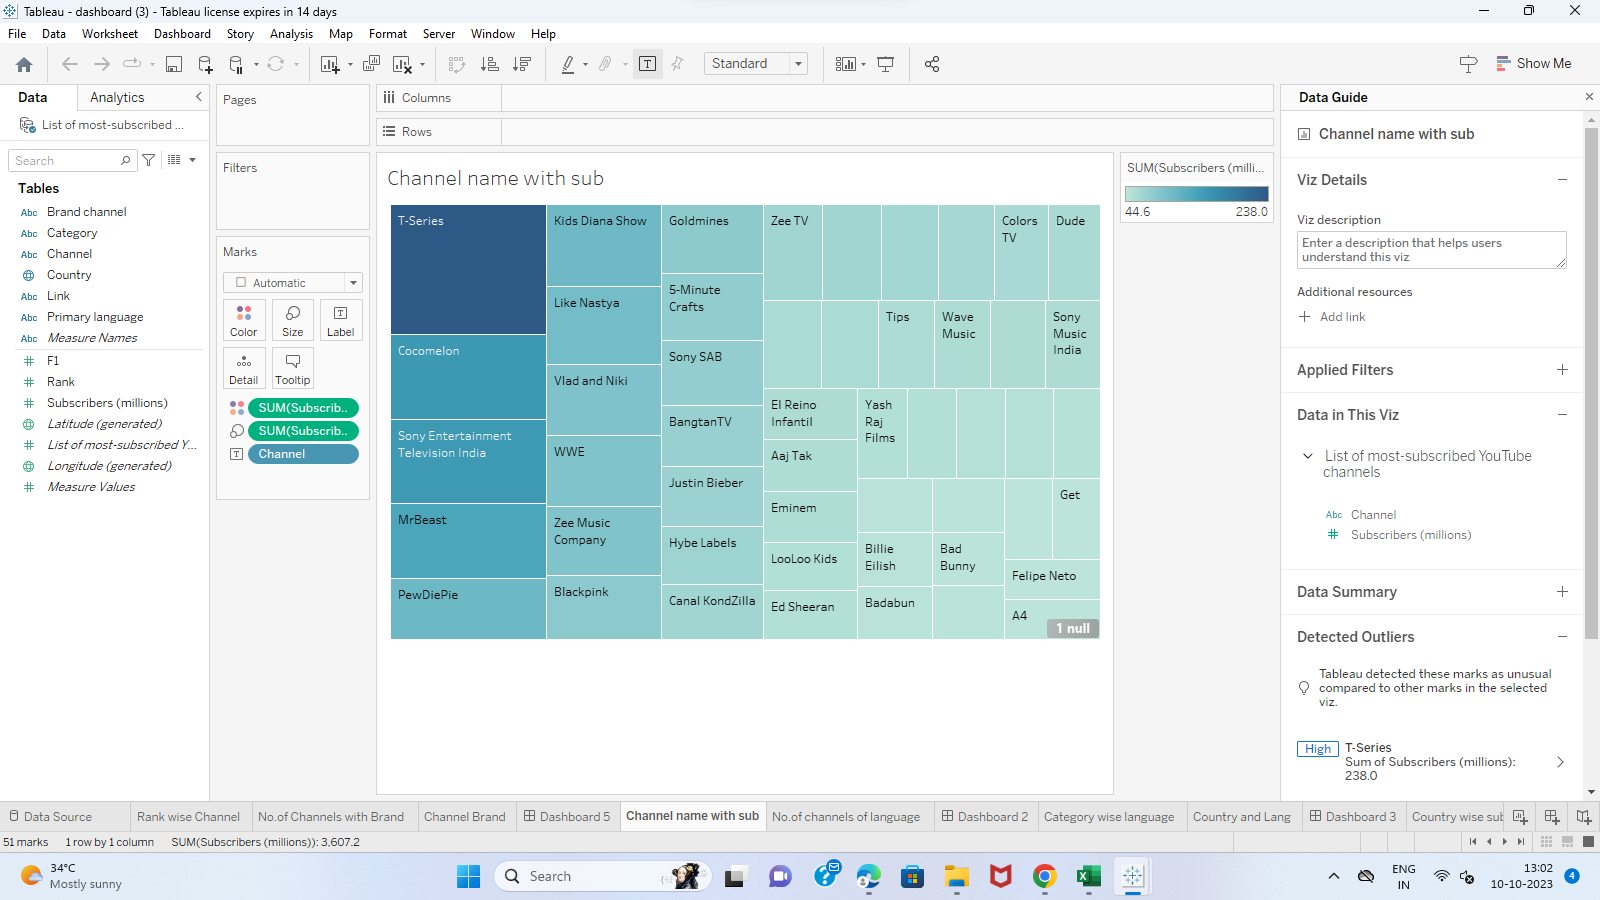 Tableau - dashboard (3) - Tableau license expires in 14 days
File Data Worksheet Dashboard Story Analysis Map Format Server Window Help
Standard
Show Me
Data Analytics
List of most-subscribed ...
Search
Tables
Abc Brand channel
Abc Category
Abc Channel
Country
Abc Link
Abc Primary language
Abc Measure Names
# F1
# Rank
# Subscribers (millions)
Latitude (generated)
# List of most-subscribed Y...
Longitude (generated)
# Measure Values
Pages
Filters
Marks
Automatic
Color Size Label
Detail Tooltip
SUM(Subscrib..
SUM(Subscrib..
Channel
Columns
Rows
Channel name with sub
T-Series
Cocomelon
Sony Entertainment
Television India
MrBeast
PewDiePie
Kids Diana Show
Like Nastya
Vlad and Niki
WWE
Zee Music
Company
Blackpink
Goldmines
5-Minute
Crafts
Sony SAB
BangtanTV
Justin Bieber
Hybe Labels
Canal KondZilla
Zee TV
Colors
TV
Dude
Tips
Wave
Music
Sony
Music
India
El Reino
Infantil
Aaj Tak
Eminem
LooLoo Kids
Ed Sheeran
Yash
Raj
Films
Billie
Eilish
Badabun
Bad
Bunny
Get
Felipe Neto
A4
1 null
SUM(Subscribers (milli...
44.6 238.0
Data Guide
Channel name with sub
Viz Details
Viz description
Enter a description that helps users
understand this viz
Additional resources
Add link
Applied Filters
Data in This Viz
List of most-subscribed YouTube
channels
Abc Channel
# Subscribers (millions)
Data Summary
Detected Outliers
Tableau detected these marks as unusual
compared to other marks in the selected
viz.
High T-Series
Sum of Subscribers (millions):
238.0
Data Source Rank wise Channel No.of Channels with Brand Channel Brand Dashboard 5 Channel name with sub No.of channels of language Dashboard 2 Category wise language Country and Lang Dashboard 3 Country wise sub
51 marks 1 row by 1 column SUM(Subscribers (millions)): 3,607.2
34°C
Mostly sunny
Search
ENG
IN
13:02
10-10-2023
4